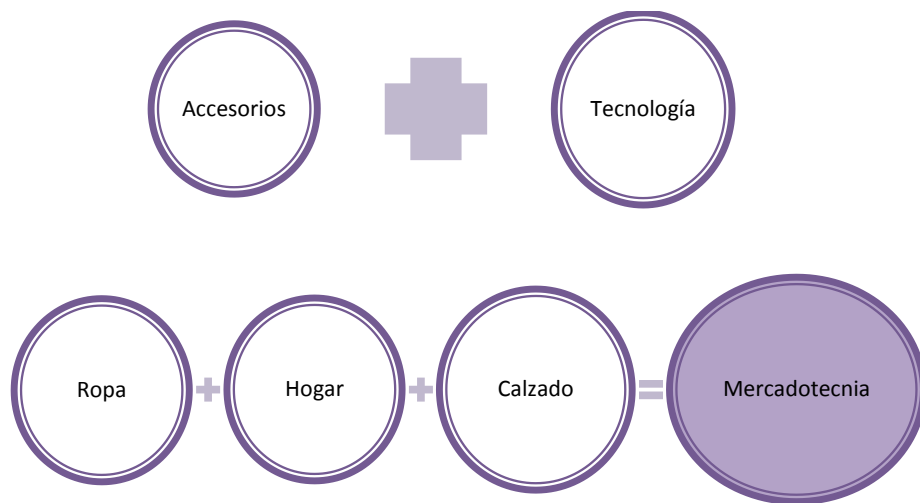 Accesorios
Tecnología
Ropa
Hogar
Calzado
Mercadotecnia